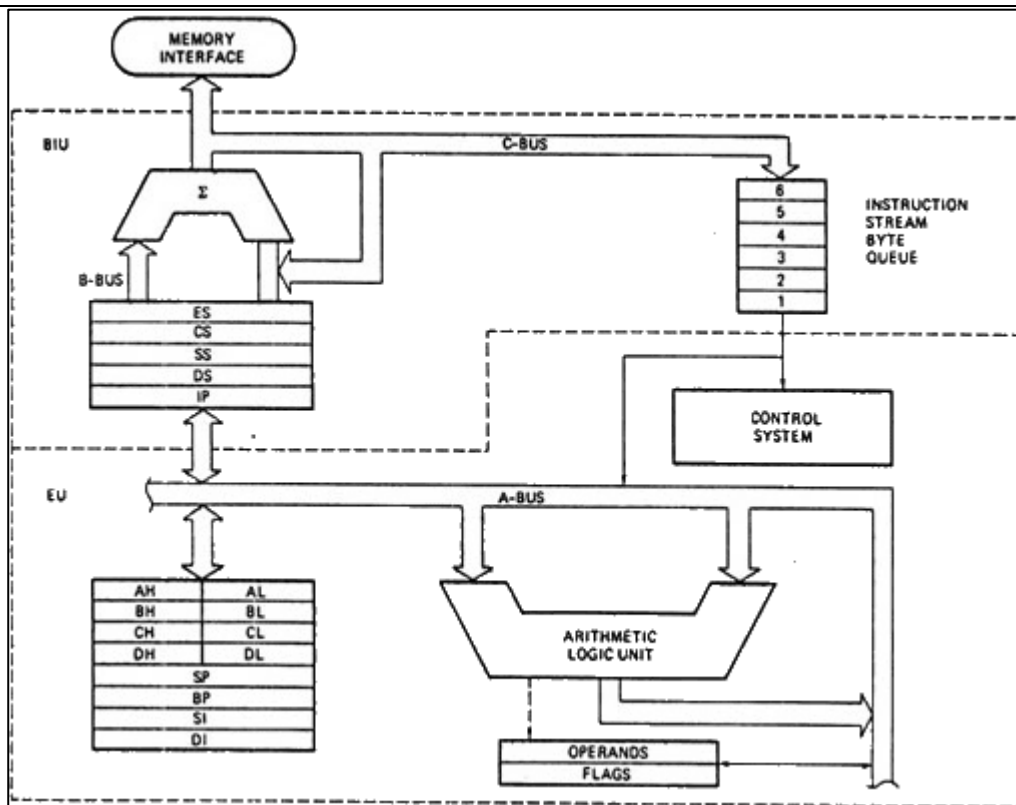 MEMORY
INTERFACE
BIU
C-BUS
Σ
6
5
4
3
2
1
INSTRUCTION
STREAM
BYTE
QUEUE
B-BUS
ES
CS
SS
DS
IP
CONTROL
SYSTEM
EU
A-BUS
AH AL
BH BL
CH CL
DH DL
SP
BP
SI
DI
ARITHMETIC
LOGIC UNIT
OPERANDS
FLAGS